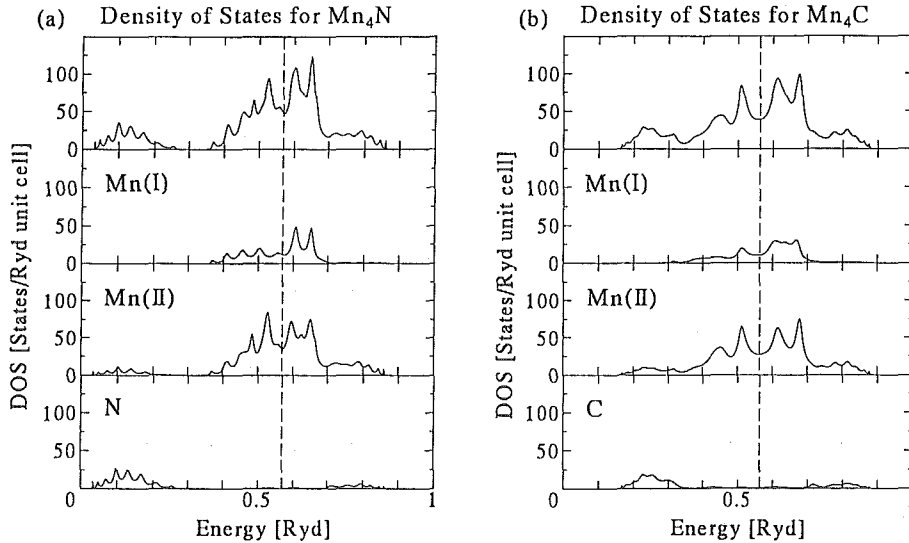 (a) Density of States for Mn₄N
100
50
0
Mn(I)
100
50
0
Mn(II)
100
50
0
N
100
50
0
0.5
1
Energy [Ryd]
DOS [States/Ryd unit cell]
(b) Density of States for Mn₄C
100
50
0
Mn(I)
100
50
0
Mn(II)
100
50
0
C
100
50
0
0.5
Energy [Ryd]
DOS [States/Ryd unit cell]